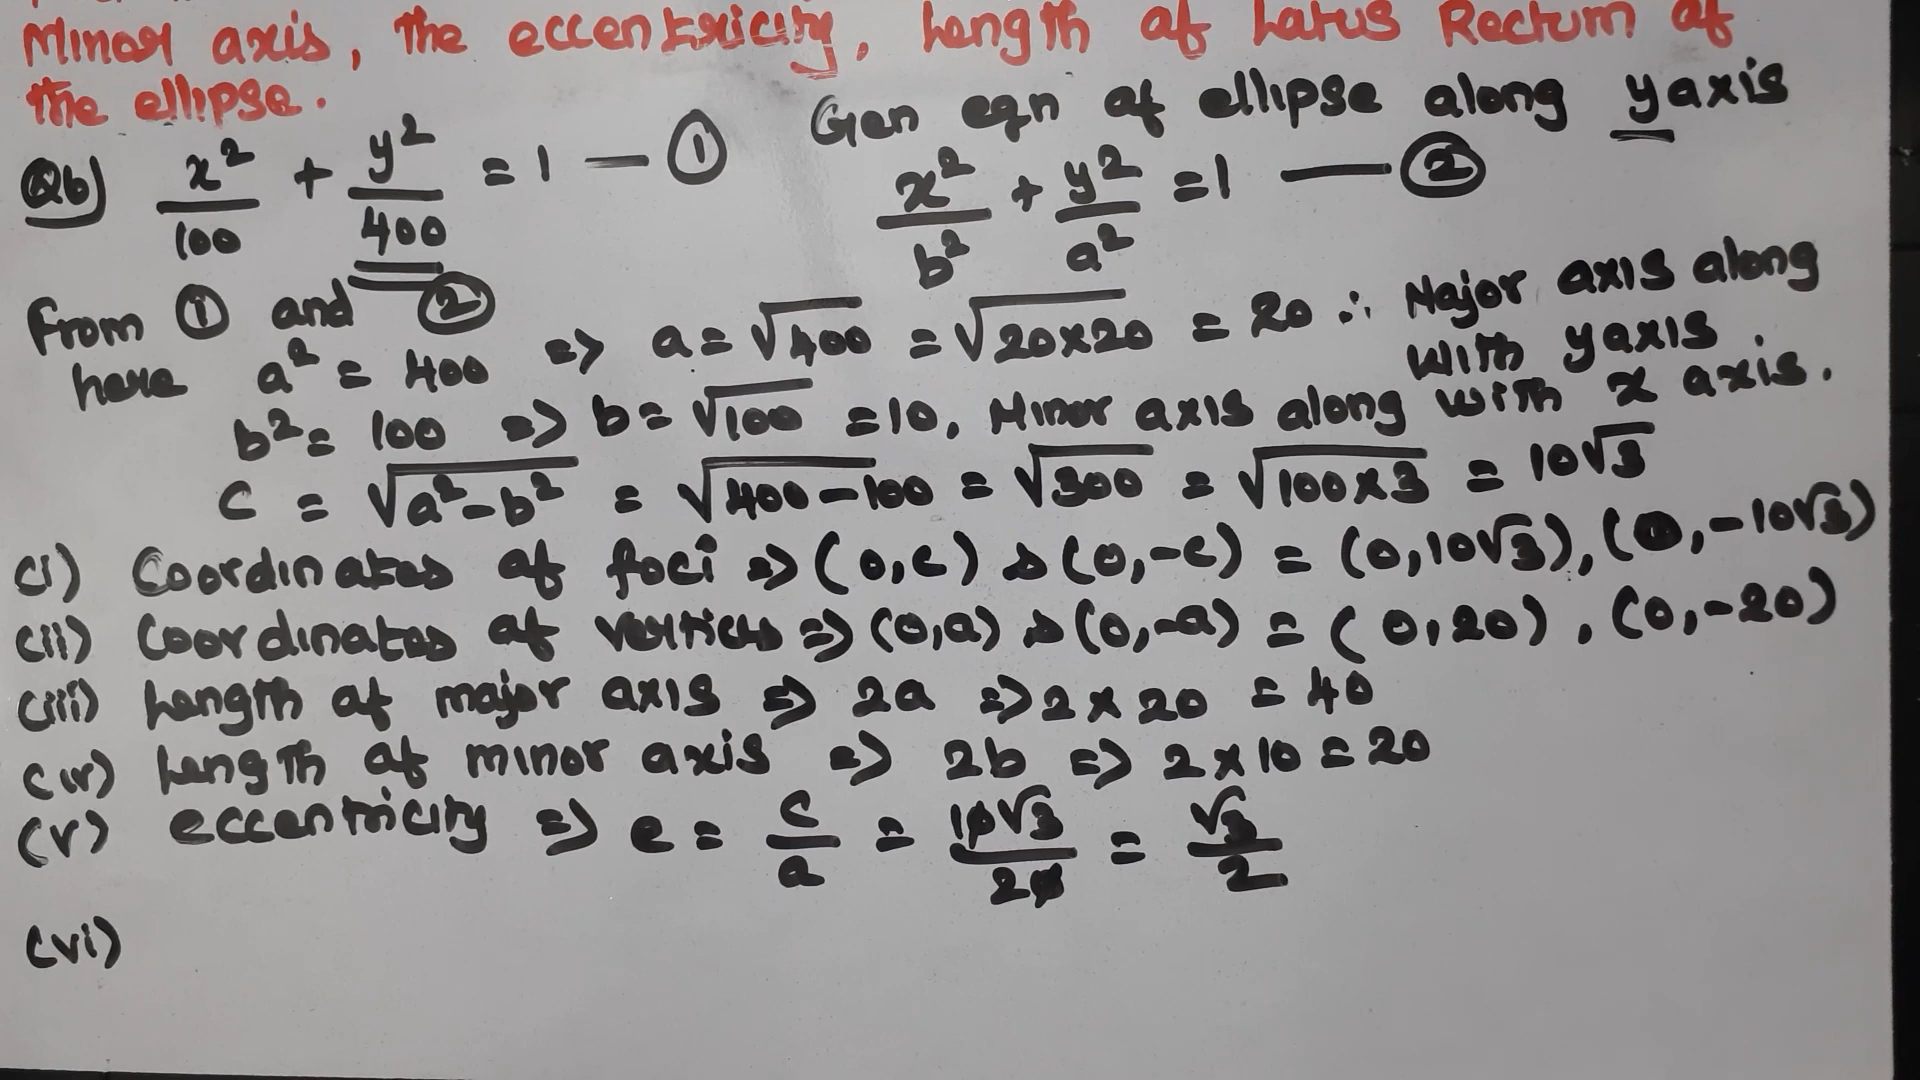 Minor axis, The eccentricity, Length of Latus Rectum of
the ellipse.
Q6) x²/100 + y²/400 = 1 — ①
Gen eqn of ellipse along y axis
x²/b² + y²/a² = 1 — ②
From ① and ②
here a² = 400 => a = √400 = √20×20 = 20 ∴ Major axis along
with y axis.
b² = 100 => b = √100 = 10, Minor axis along with x axis.
c = √a²-b² = √400-100 = √300 = √100×3 = 10√3
(i) Coordinates of foci => (0,c) & (0,-c) = (0,10√3), (0,-10√3)
(ii) Coordinates of vertices => (0,a) & (0,-a) = (0,20), (0,-20)
(iii) Length of major axis => 2a => 2 × 20 = 40
(iv) Length of minor axis => 2b => 2 × 10 = 20
(v) eccentricity => e = c/a = 10√3/20 = √3/2
(vi)